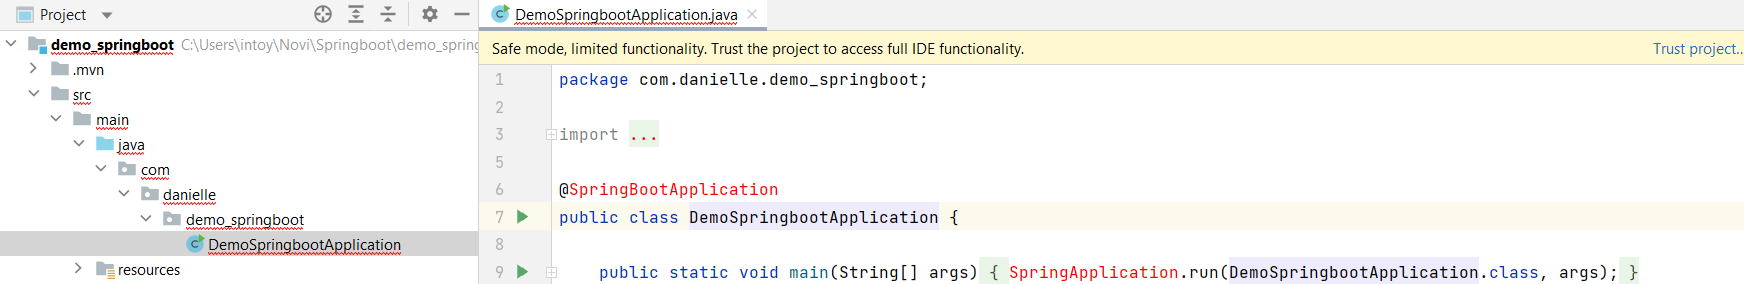 Project
DemoSpringbootApplication.java
demo_springboot C:\Users\intoy\Novi\Springboot\demo_spring
Safe mode, limited functionality. Trust the project to access full IDE functionality. Trust project...
.mvn
src
main
java
com
danielle
demo_springboot
DemoSpringbootApplication
resources
1 package com.danielle.demo_springboot;
2
3 import ...
5
6 @SpringBootApplication
7 public class DemoSpringbootApplication {
8
9 public static void main(String[] args) { SpringApplication.run(DemoSpringbootApplication.class, args); }